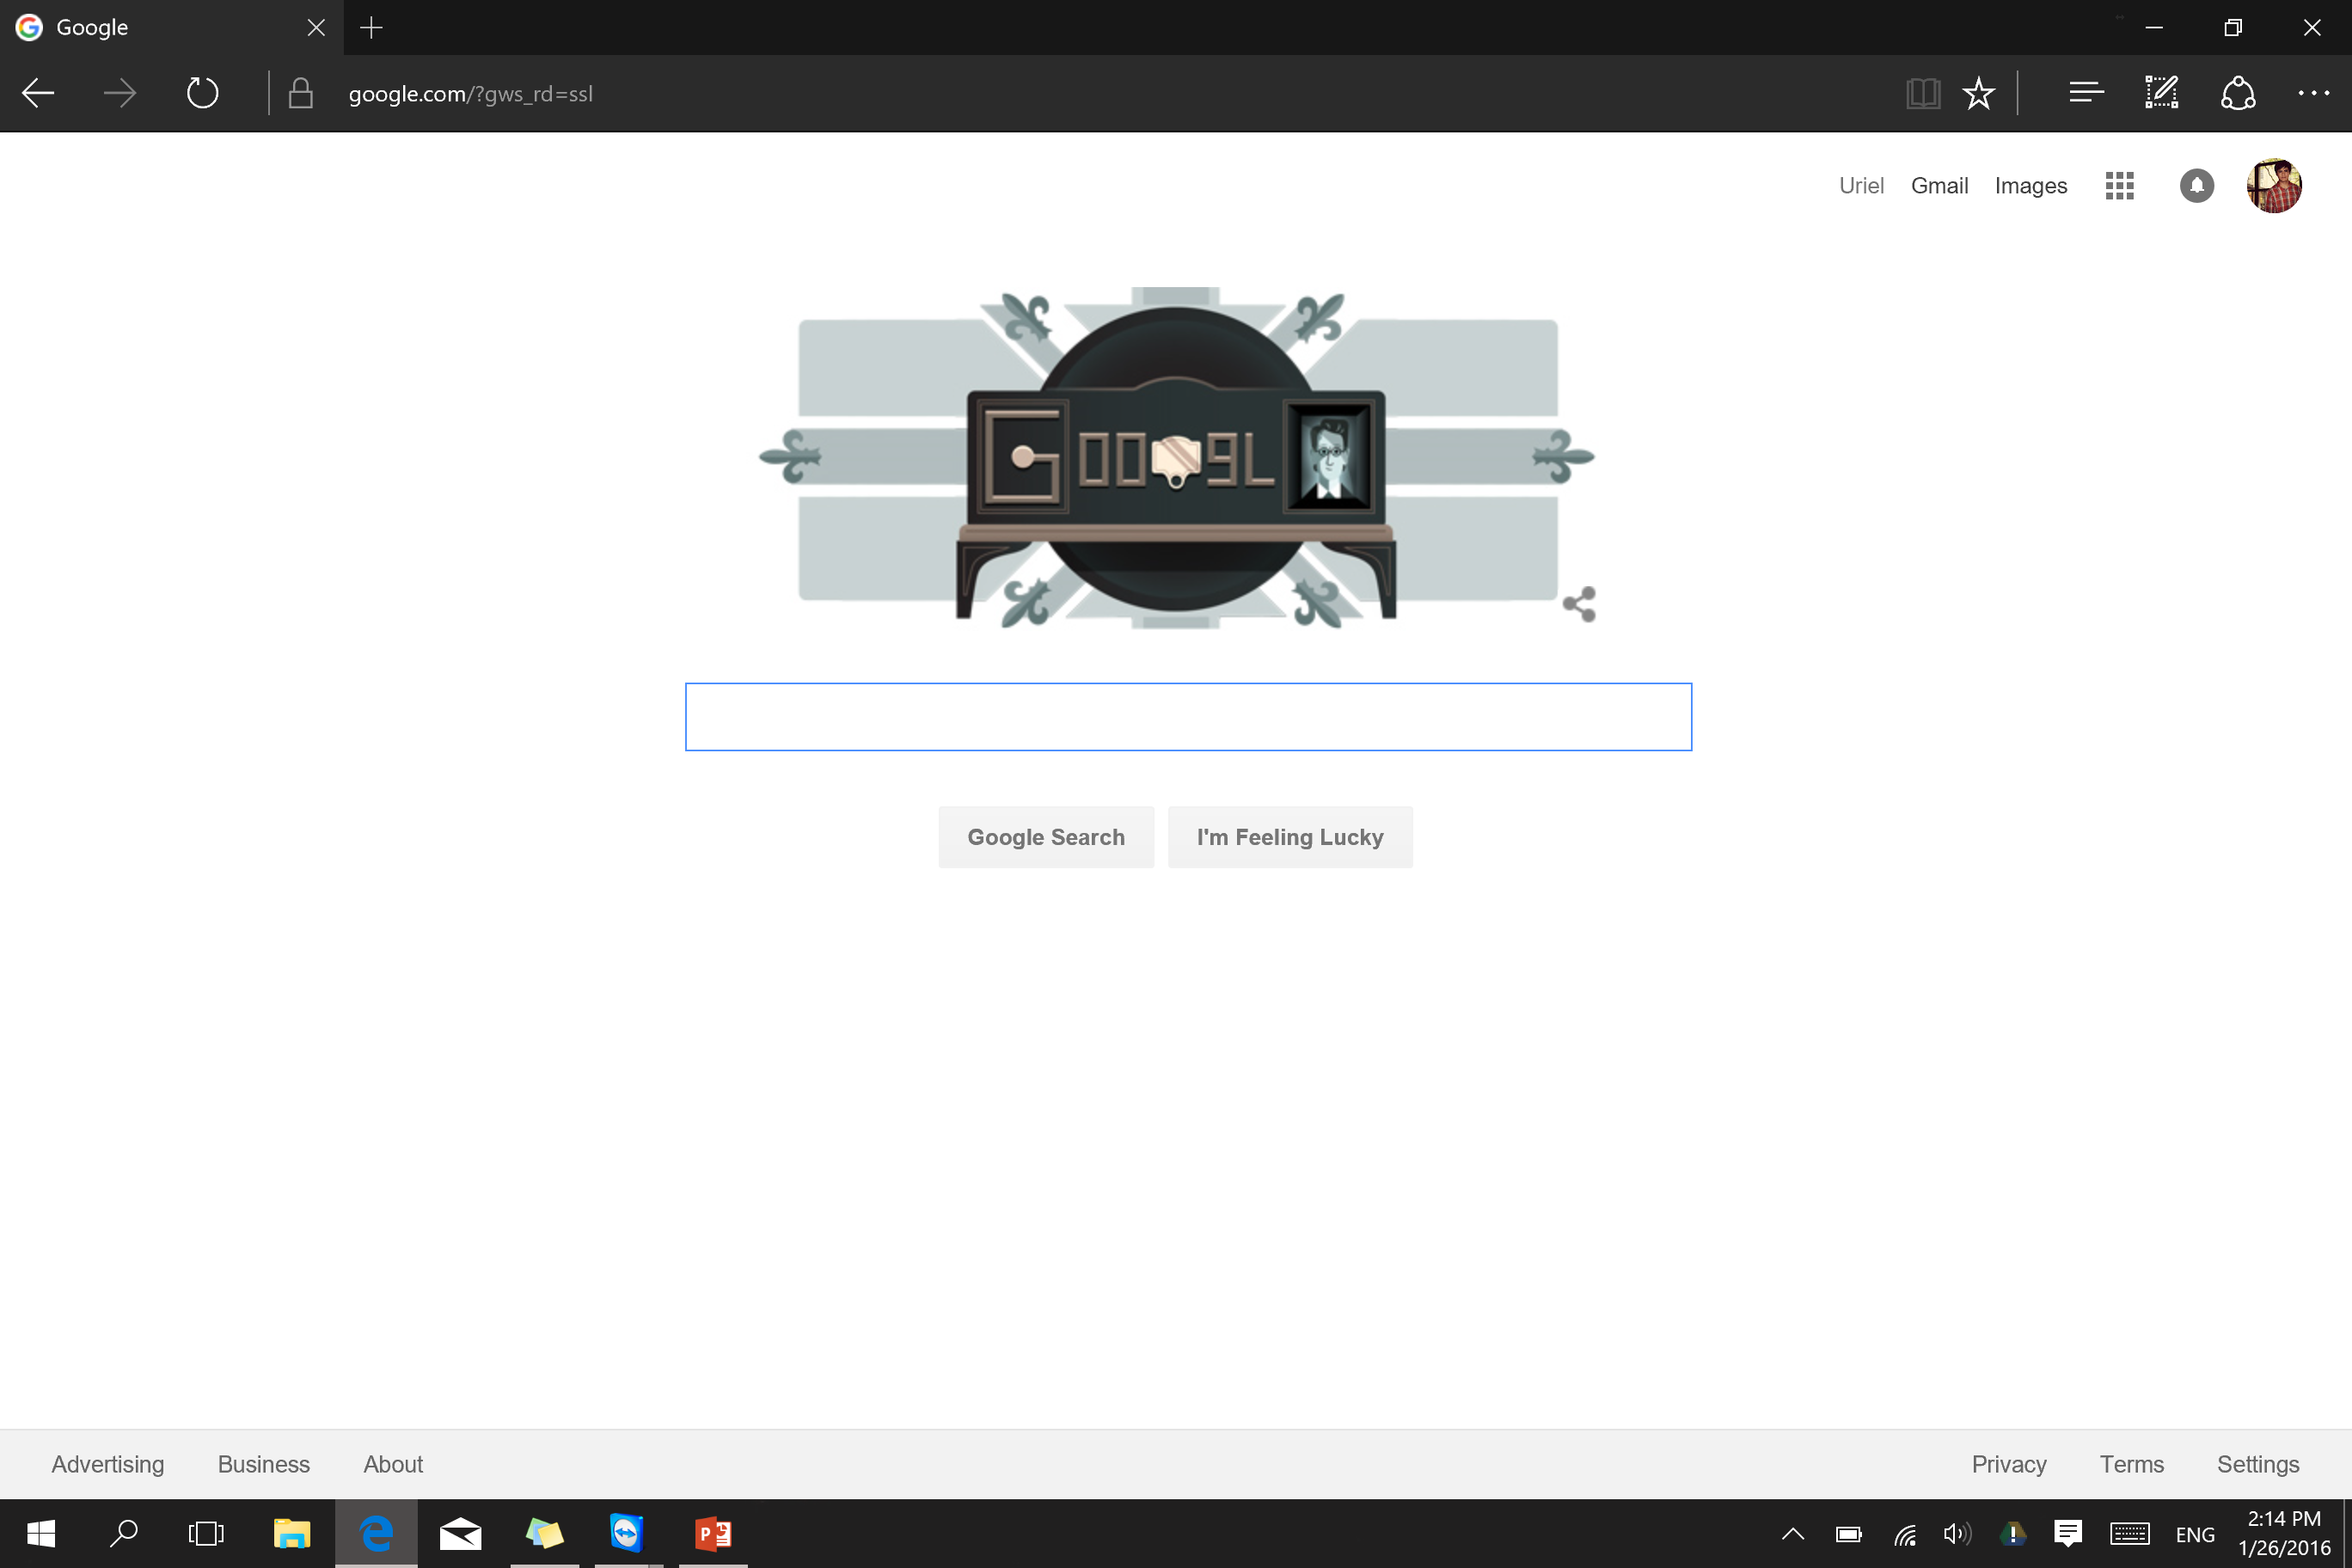 Google
google.com/?gws_rd=ssl
Uriel Gmail Images
GOO9L
Google Search I'm Feeling Lucky
Advertising Business About Privacy Terms Settings
ENG
2:14 PM
1/26/2016